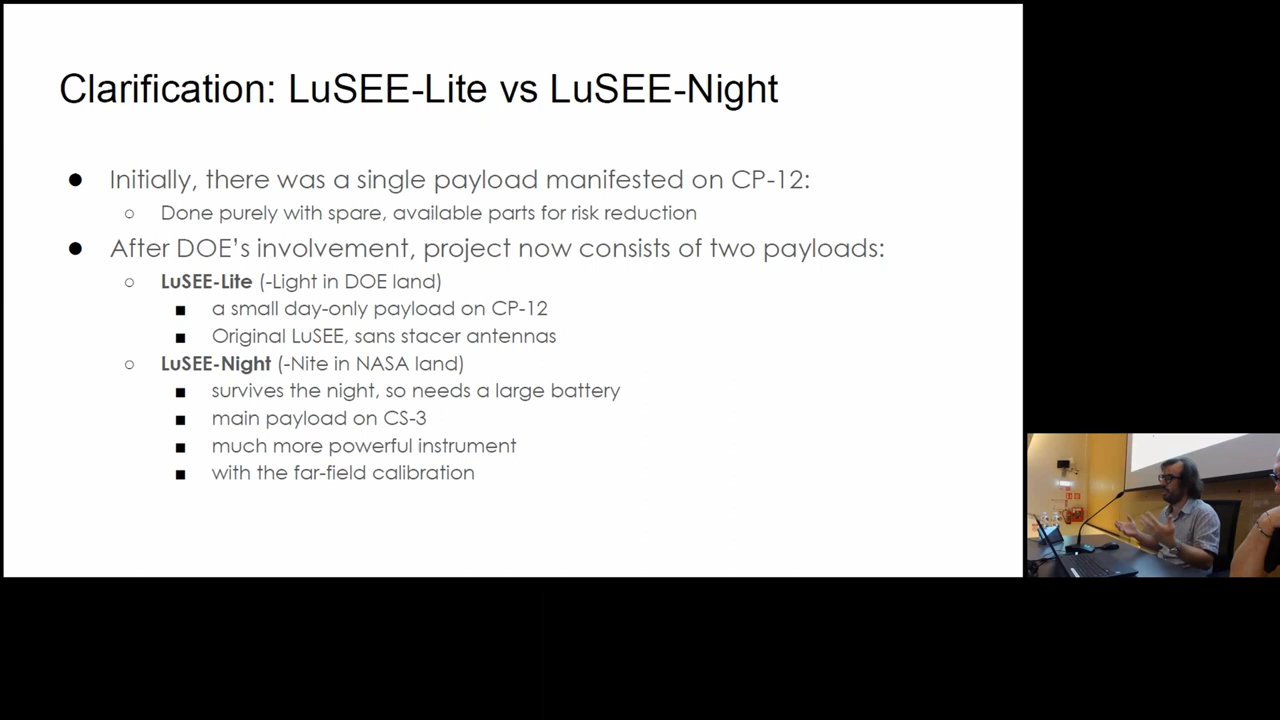 Clarification: LuSEE-Lite vs LuSEE-Night
● Initially, there was a single payload manifested on CP-12:
○ Done purely with spare, available parts for risk reduction
● After DOE’s involvement, project now consists of two payloads:
○ LuSEE-Lite (-Light in DOE land)
■ a small day-only payload on CP-12
■ Original LuSEE, sans stacer antennas
○ LuSEE-Night (-Nite in NASA land)
■ survives the night, so needs a large battery
■ main payload on CS-3
■ much more powerful instrument
■ with the far-field calibration